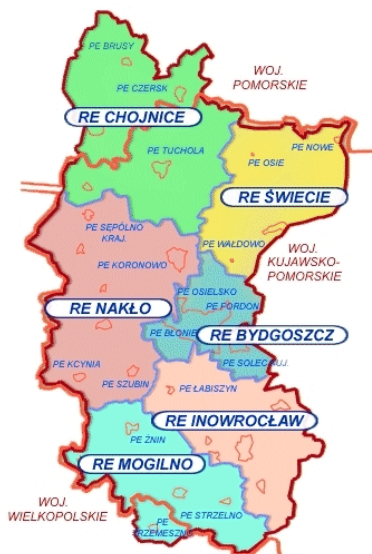 PE BRUSY
WOJ.
POMORSKIE
PE CZERSK
RE CHOJNICE
PE NOWE
PE TUCHOLA
PE OSIE
RE ŚWIECIE
PE SĘPÓLNO
KRAJ.
PE WAŁDOWO
WOJ.
KUJAWSKO-
POMORSKIE
PE KORONOWO
PE OSIELSKO
RE NAKŁO
PE FORDON
PE BŁONIE
RE BYDGOSZCZ
PE KCYNIA
PE SOLEC KUJ.
PE SZUBIN
PE ŁABISZYN
RE INOWROCŁAW
PE ŻNIN
RE MOGILNO
WOJ.
WIELKOPOLSKIE
PE STRZELNO
PE
TRZEMESZNO